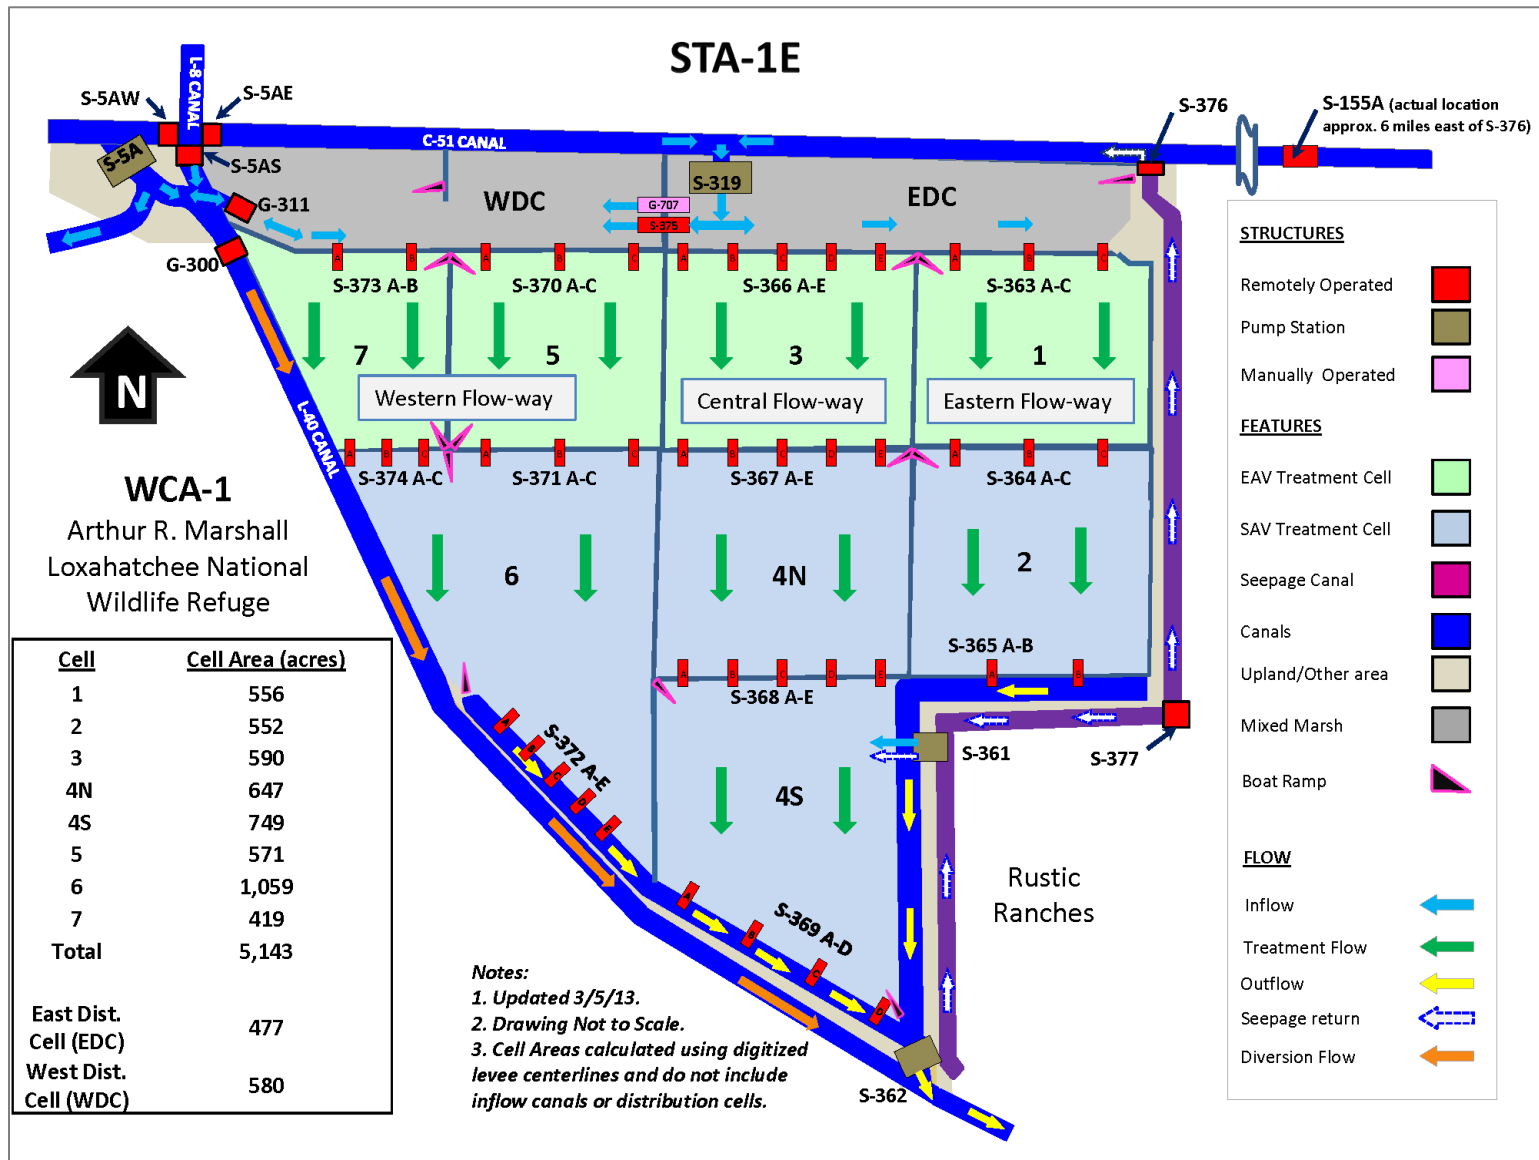 STA-1E
L-8 CANAL
S-5AW
S-5AE
S-376
S-155A (actual location
approx. 6 miles east of S-376)
C-51 CANAL
S-5A
S-5AS
S-319
WDC
EDC
G-311
G-707
S-375
G-300
A
B
A
B
C
A
B
C
D
E
A
B
C
S-373 A-B
S-370 A-C
S-366 A-E
S-363 A-C
7
5
3
1
Western Flow-way
Central Flow-way
Eastern Flow-way
N
L-40 CANAL
A
B
C
A
B
C
A
B
C
D
E
A
B
C
S-374 A-C
S-371 A-C
S-367 A-E
S-364 A-C
WCA-1
Arthur R. Marshall
Loxahatchee National
Wildlife Refuge
6
4N
2
S-365 A-B
A
B
C
D
E
A
B
S-368 A-E
A
B
C
D
E
S-372 A-E
S-361
S-377
4S
Rustic
Ranches
A
B
C
D
S-369 A-D
S-362
Cell Cell Area (acres)
1 556
2 552
3 590
4N 647
4S 749
5 571
6 1,059
7 419
Total 5,143
East Dist.
Cell (EDC) 477
West Dist.
Cell (WDC) 580
Notes:
1. Updated 3/5/13.
2. Drawing Not to Scale.
3. Cell Areas calculated using digitized
levee centerlines and do not include
inflow canals or distribution cells.
STRUCTURES
Remotely Operated
Pump Station
Manually Operated
FEATURES
EAV Treatment Cell
SAV Treatment Cell
Seepage Canal
Canals
Upland/Other area
Mixed Marsh
Boat Ramp
FLOW
Inflow
Treatment Flow
Outflow
Seepage return
Diversion Flow